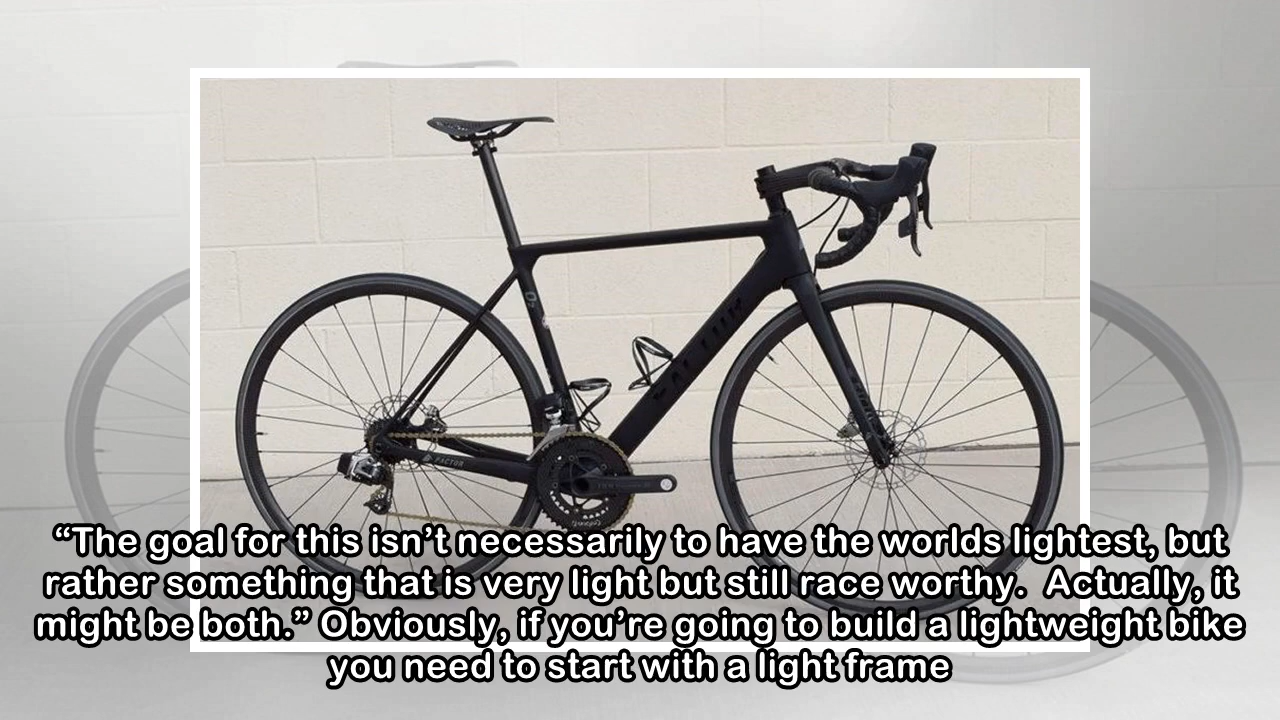 O2
FACTOR
“The goal for this isn’t necessarily to have the worlds lightest, but
rather something that is very light but still race worthy.  Actually, it
might be both.” Obviously, if you’re going to build a lightweight bike
you need to start with a light frame